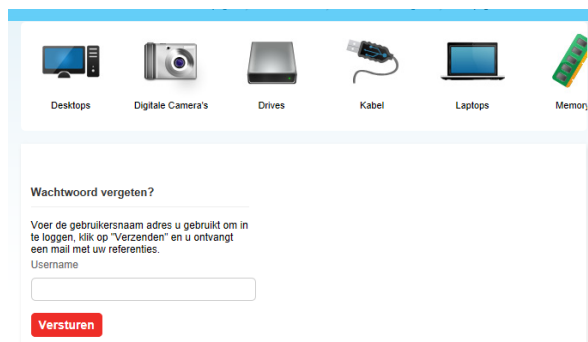 Desktops
Digitale Camera's
Drives
Kabel
Laptops
Memory
Wachtwoord vergeten?
Voer de gebruikersnaam adres u gebruikt om in
te loggen, klik op "Verzenden" en u ontvangt
een mail met uw referenties.
Username
Versturen